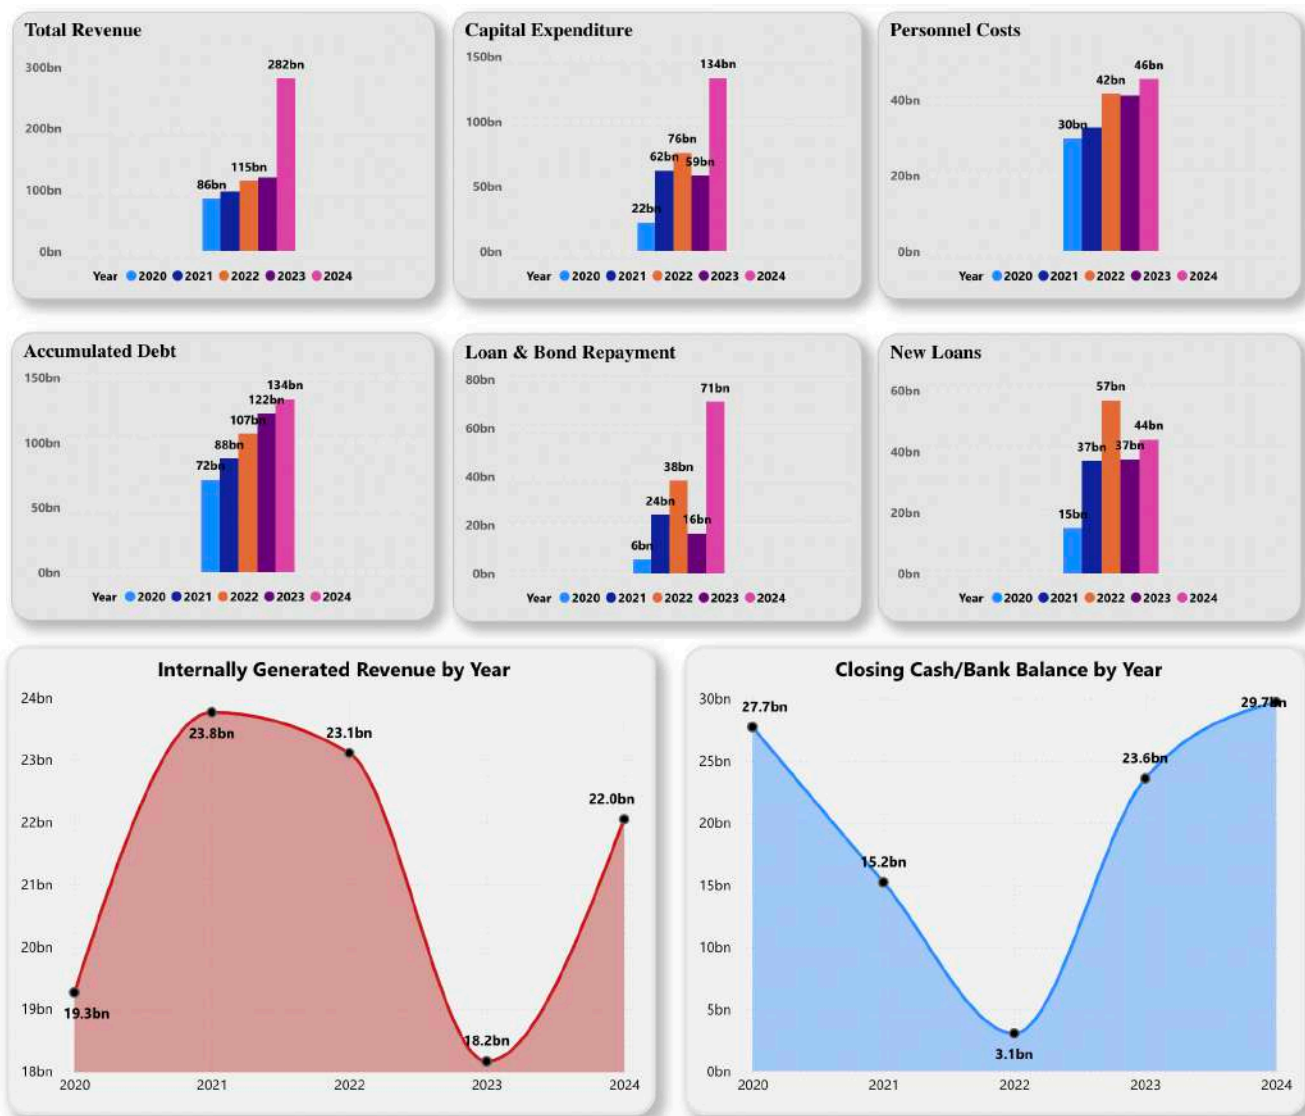 Total Revenue
300bn
200bn
100bn
0bn
86bn
115bn
282bn
Year 2020 2021 2022 2023 2024
Capital Expenditure
150bn
100bn
50bn
0bn
22bn
62bn
76bn
59bn
134bn
Year 2020 2021 2022 2023 2024
Personnel Costs
40bn
20bn
0bn
30bn
42bn
46bn
Year 2020 2021 2022 2023 2024
Accumulated Debt
150bn
100bn
50bn
0bn
72bn
88bn
107bn
122bn
134bn
Year 2020 2021 2022 2023 2024
Loan & Bond Repayment
80bn
60bn
40bn
20bn
0bn
6bn
24bn
38bn
16bn
71bn
Year 2020 2021 2022 2023 2024
New Loans
60bn
40bn
20bn
0bn
15bn
37bn
57bn
37bn
44bn
Year 2020 2021 2022 2023 2024
Internally Generated Revenue by Year
24bn
23bn
22bn
21bn
20bn
19bn
18bn
19.3bn
23.8bn
23.1bn
18.2bn
22.0bn
2020 2021 2022 2023 2024
Closing Cash/Bank Balance by Year
30bn
25bn
20bn
15bn
10bn
5bn
0bn
27.7bn
15.2bn
3.1bn
23.6bn
29.7bn
2020 2021 2022 2023 2024